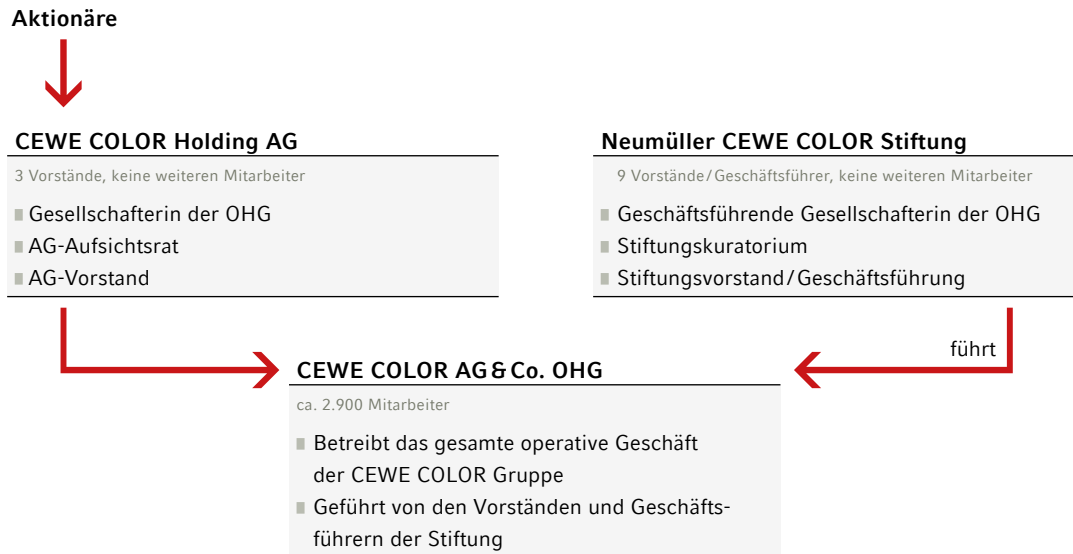 Aktionäre
CEWE COLOR Holding AG
3 Vorstände, keine weiteren Mitarbeiter
Gesellschafterin der OHG
AG-Aufsichtsrat
AG-Vorstand
Neumüller CEWE COLOR Stiftung
9 Vorstände/Geschäftsführer, keine weiteren Mitarbeiter
Geschäftsführende Gesellschafterin der OHG
Stiftungskuratorium
Stiftungsvorstand/Geschäftsführung
führt
CEWE COLOR AG & Co. OHG
ca. 2.900 Mitarbeiter
Betreibt das gesamte operative Geschäft
der CEWE COLOR Gruppe
Geführt von den Vorständen und Geschäfts-
führern der Stiftung